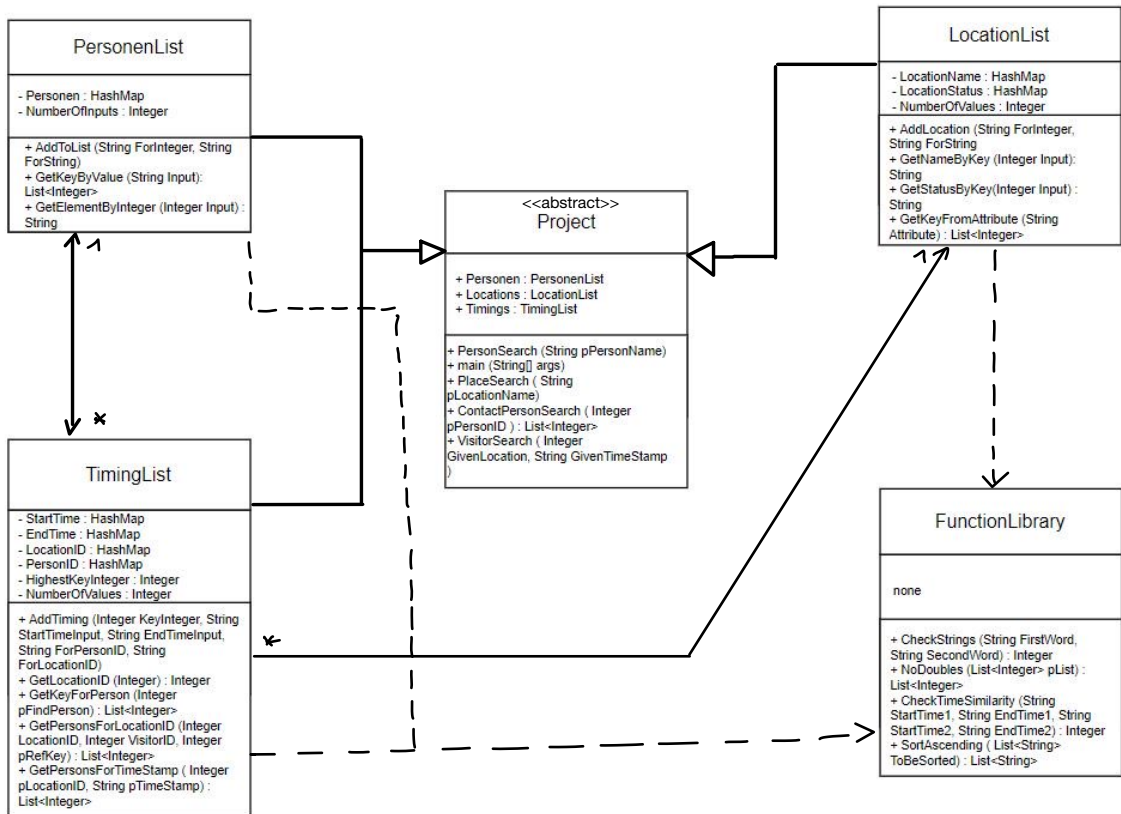 PersonenList
- Personen : HashMap
- NumberOfInputs : Integer
+ AddToList (String ForInteger, String
ForString)
+ GetKeyByValue (String Input):
List<Integer>
+ GetElementByInteger (Integer Input) :
String
1
*
LocationList
- LocationName : HashMap
- LocationStatus : HashMap
- NumberOfValues : Integer
+ AddLocation (String ForInteger,
String ForString
+ GetNameByKey (Integer Input):
String
+ GetStatusByKey(Integer Input) :
String
+ GetKeyFromAttribute (String
Attribute) : List<Integer>
1
<<abstract>>
Project
+ Personen : PersonenList
+ Locations : LocationList
+ Timings : TimingList
+ PersonSearch (String pPersonName)
+ main (String[] args)
+ PlaceSearch ( String
pLocationName)
+ ContactPersonSearch ( Integer
pPersonID ) : List<Integer>
+ VisitorSearch ( Integer
GivenLocation, String GivenTimeStamp
)
TimingList
- StartTime : HashMap
- EndTime : HashMap
- LocationID : HashMap
- PersonID : HashMap
- HighestKeyInteger : Integer
- NumberOfValues : Integer
+ AddTiming (Integer KeyInteger, String
StartTimeInput, String EndTimeInput,
String ForPersonID, String
ForLocationID)
+ GetLocationID (Integer) : Integer
+ GetKeyForPerson (Integer
pFindPerson) : List<Integer>
+ GetPersonsForLocationID (Integer
LocationID, Integer VisitorID, Integer
pRefKey) : List<Integer>
+ GetPersonsForTimeStamp ( Integer
pLocationID, String pTimeStamp) :
List<Integer>
*
FunctionLibrary
none
+ CheckStrings (String FirstWord,
String SecondWord) : Integer
+ NoDoubles (List<Integer> pList) :
List<Integer>
+ CheckTimeSimilarity (String
StartTime1, String EndTime1, String
StartTime2, String EndTime2) : Integer
+ SortAscending ( List<String>
ToBeSorted) : List<String>